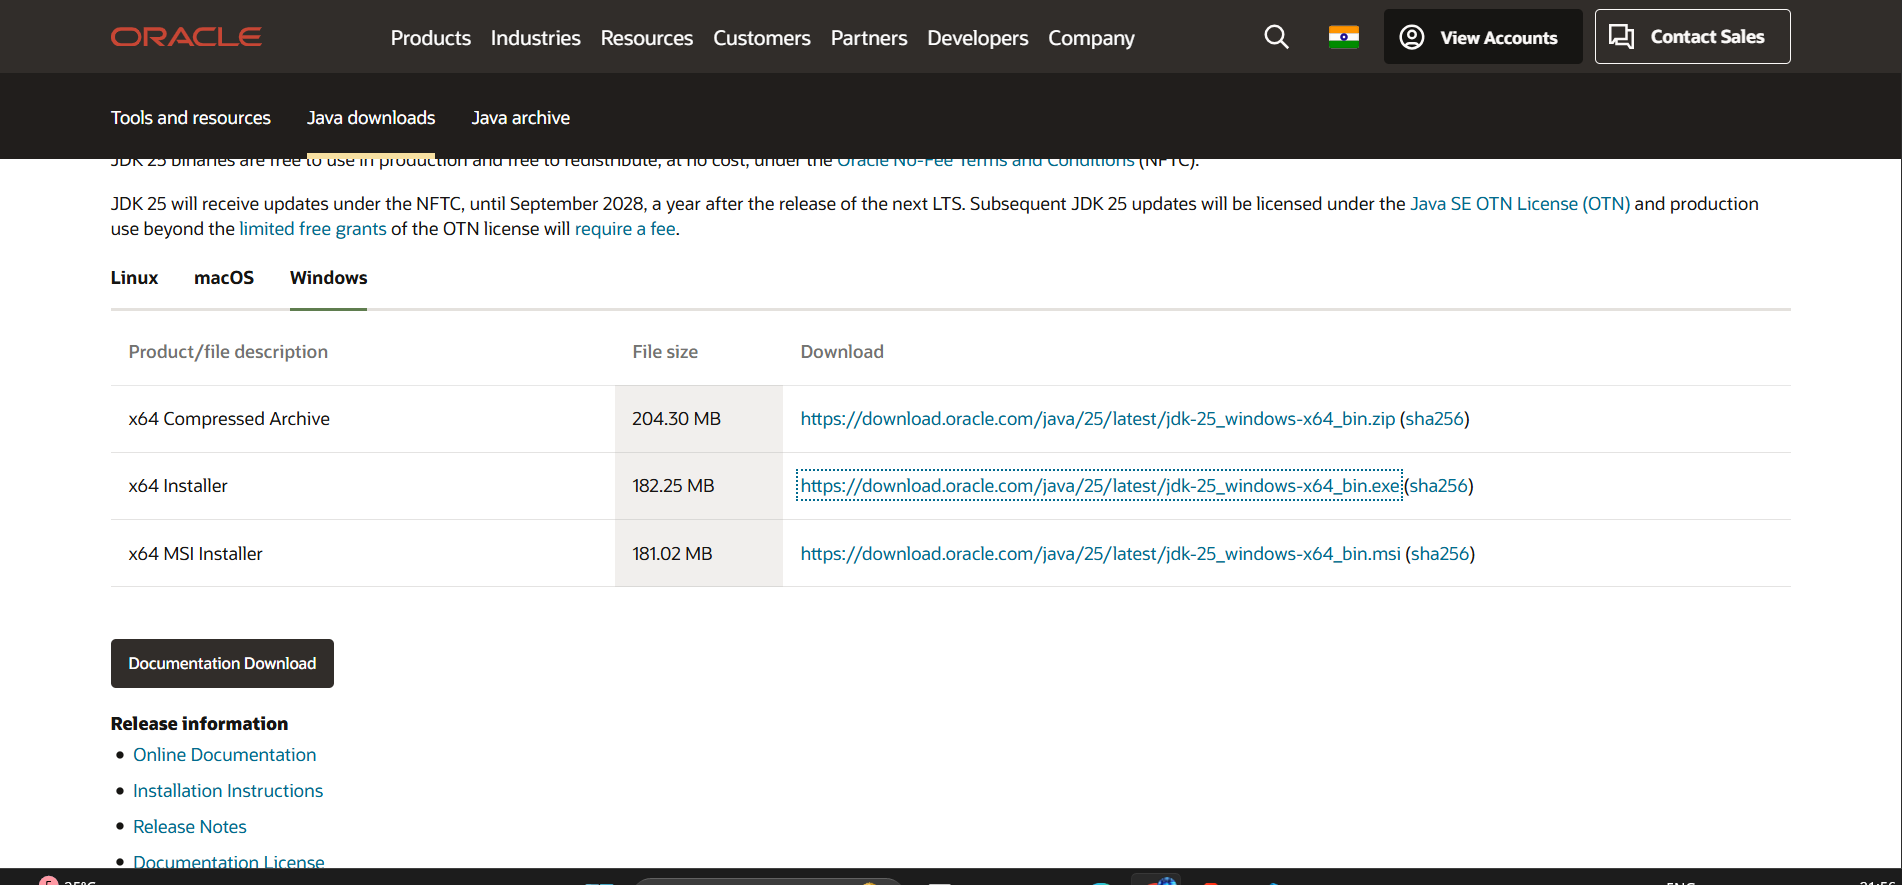 ORACLE
Products Industries Resources Customers Partners Developers Company
View Accounts
Contact Sales
Tools and resources Java downloads Java archive
JDK 25 binaries are free to use in production and free to redistribute, at no cost, under the Oracle No-Fee Terms and Conditions (NFTC).
JDK 25 will receive updates under the NFTC, until September 2028, a year after the release of the next LTS. Subsequent JDK 25 updates will be licensed under the Java SE OTN License (OTN) and production
use beyond the limited free grants of the OTN license will require a fee.
Linux macOS Windows
Product/file description File size Download
x64 Compressed Archive 204.30 MB https://download.oracle.com/java/25/latest/jdk-25_windows-x64_bin.zip (sha256)
x64 Installer 182.25 MB https://download.oracle.com/java/25/latest/jdk-25_windows-x64_bin.exe (sha256)
x64 MSI Installer 181.02 MB https://download.oracle.com/java/25/latest/jdk-25_windows-x64_bin.msi (sha256)
Documentation Download
Release information
Online Documentation
Installation Instructions
Release Notes
Documentation License